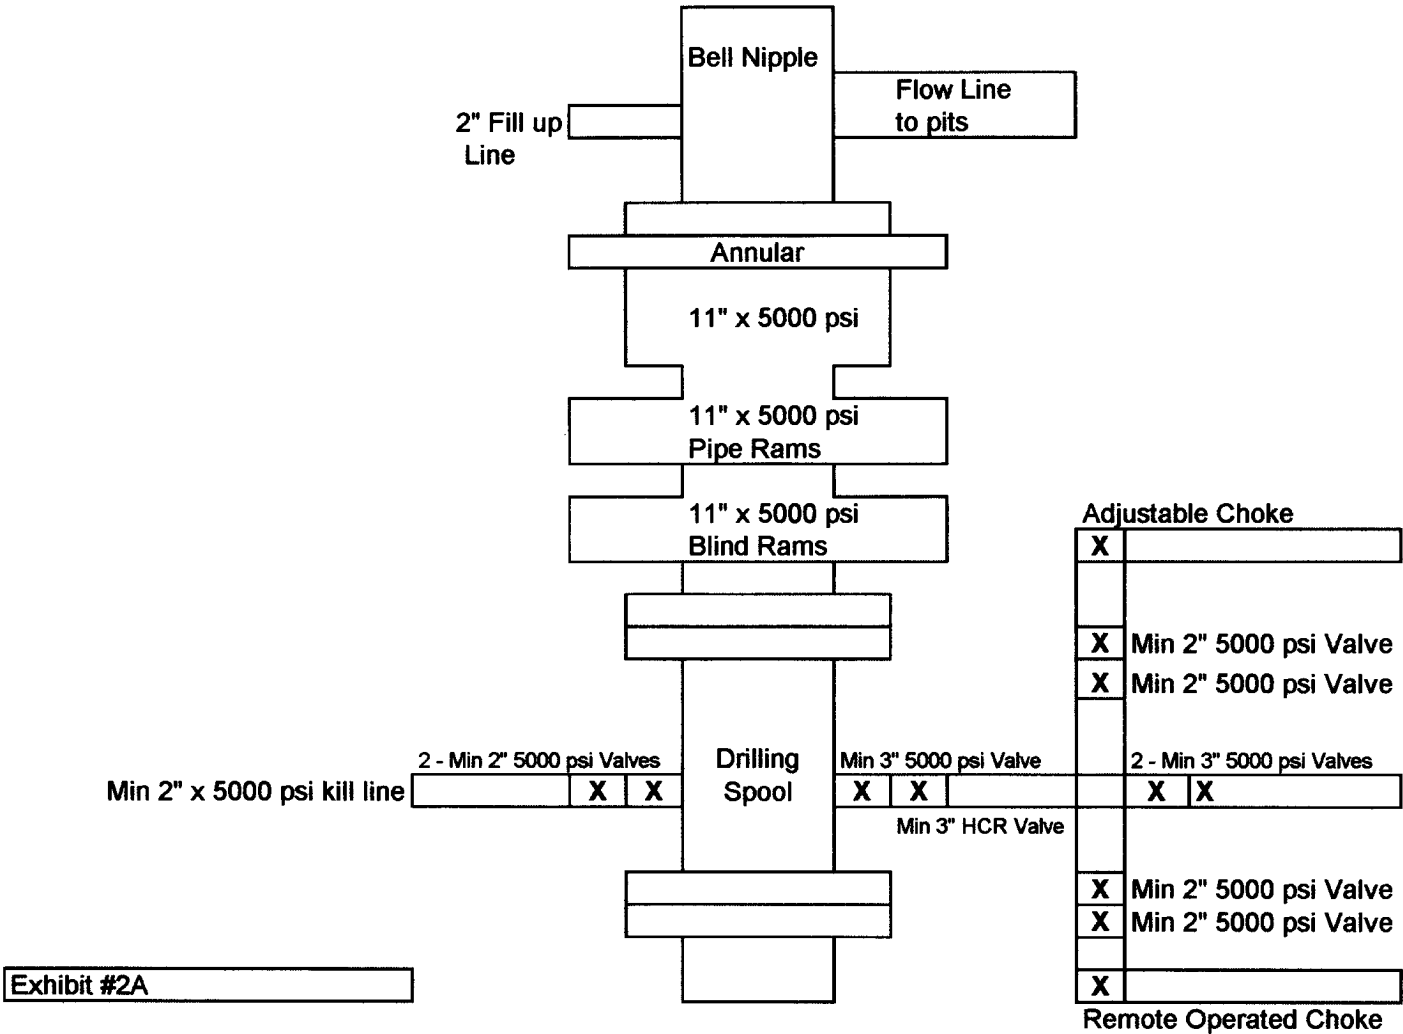 Bell Nipple
Flow Line
to pits
2" Fill up
Line
Annular
11" x 5000 psi
11" x 5000 psi
Pipe Rams
11" x 5000 psi
Blind Rams
Adjustable Choke
X
X Min 2" 5000 psi Valve
X Min 2" 5000 psi Valve
2 - Min 2" 5000 psi Valves
Drilling
Spool
Min 3" 5000 psi Valve
2 - Min 3" 5000 psi Valves
Min 2" x 5000 psi kill line
X X
X X
X X
Min 3" HCR Valve
X Min 2" 5000 psi Valve
X Min 2" 5000 psi Valve
X
Remote Operated Choke
Exhibit #2A